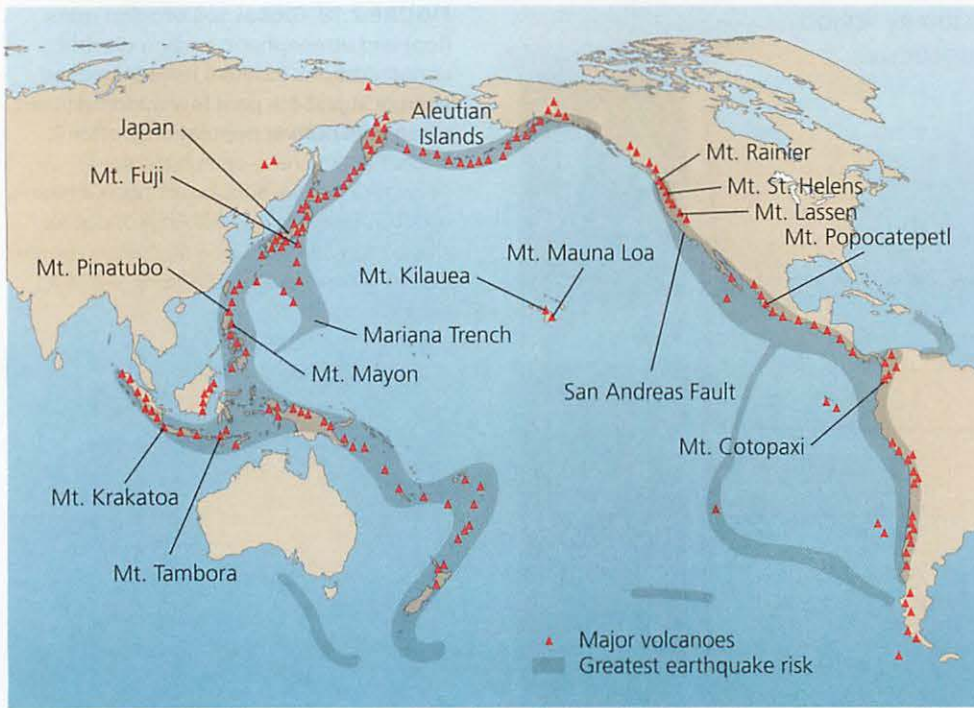 Aleutian
Islands
Japan
Mt. Fuji
Mt. Rainier
Mt. St. Helens
Mt. Lassen
Mt. Popocatepetl
Mt. Pinatubo
Mt. Kilauea
Mt. Mauna Loa
Mariana Trench
Mt. Mayon
San Andreas Fault
Mt. Cotopaxi
Mt. Krakatoa
Mt. Tambora
Major volcanoes
Greatest earthquake risk